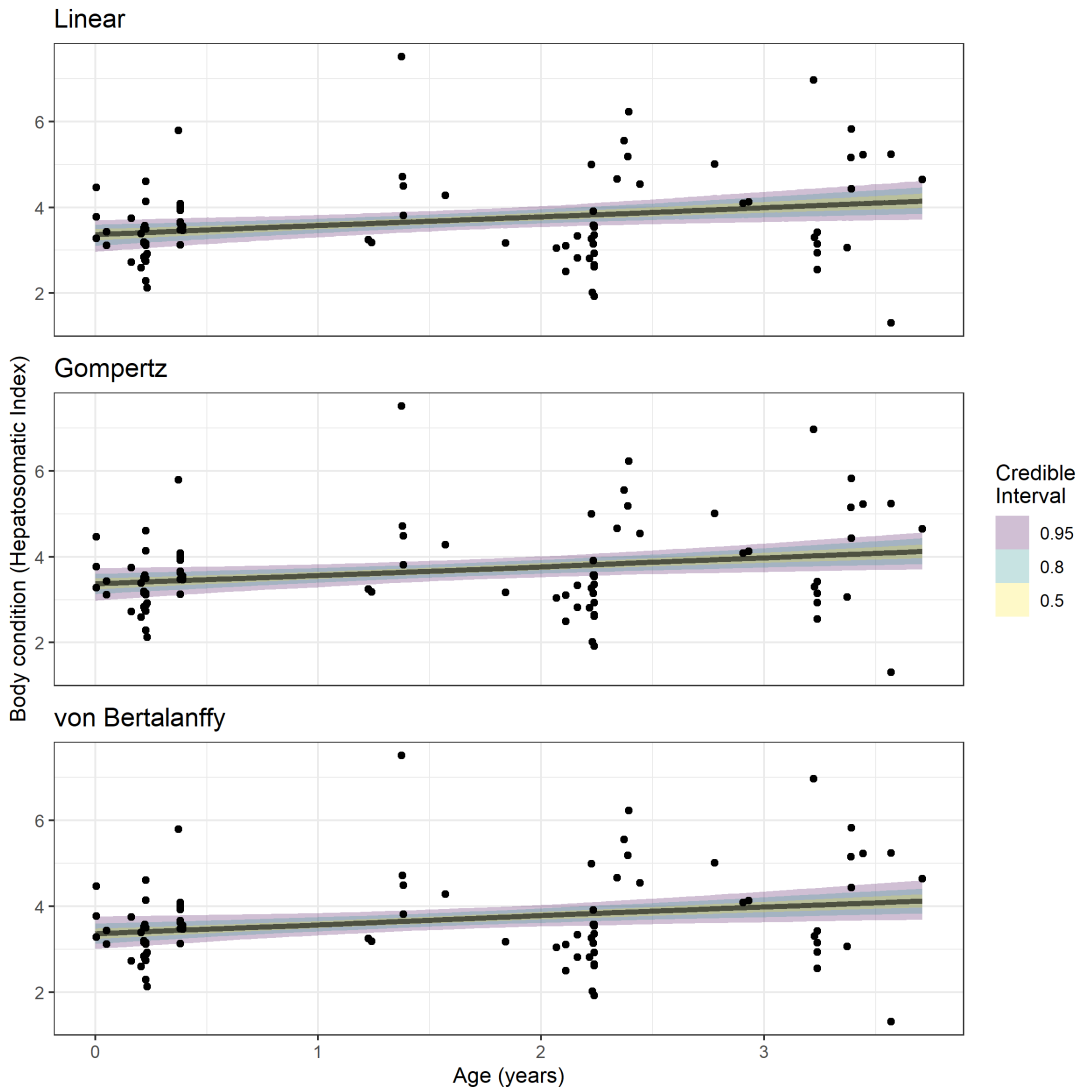 Linear
6
4
2
Gompertz
6
4
2
von Bertalanffy
6
4
2
0 1 2 3
Age (years)
Body condition (Hepatosomatic Index)
Credible
Interval
0.95
0.8
0.5